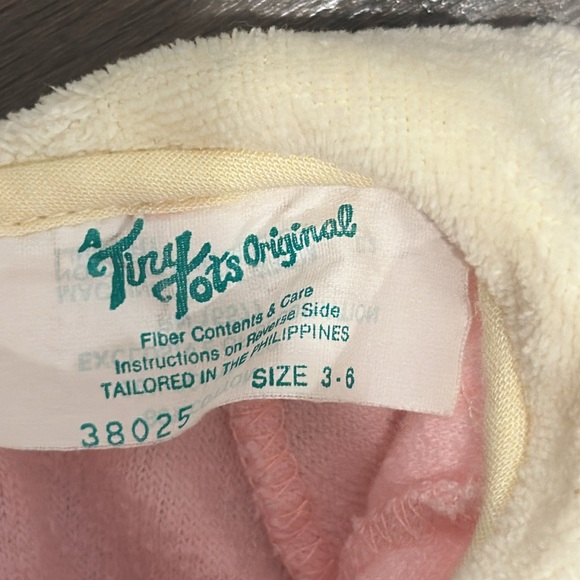 A Tiny Tots Original
Fiber Contents & Care
Instructions on Reverse Side
TAILORED IN THE PHILIPPINES
SIZE 3-6
38025